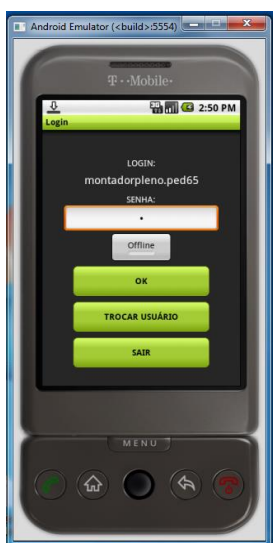 Android Emulator (<build>:5554)
T··Mobile·
3G
2:50 PM
Login
LOGIN:
montadorpleno.ped65
SENHA:
Offline
OK
TROCAR USUÁRIO
SAIR
MENU